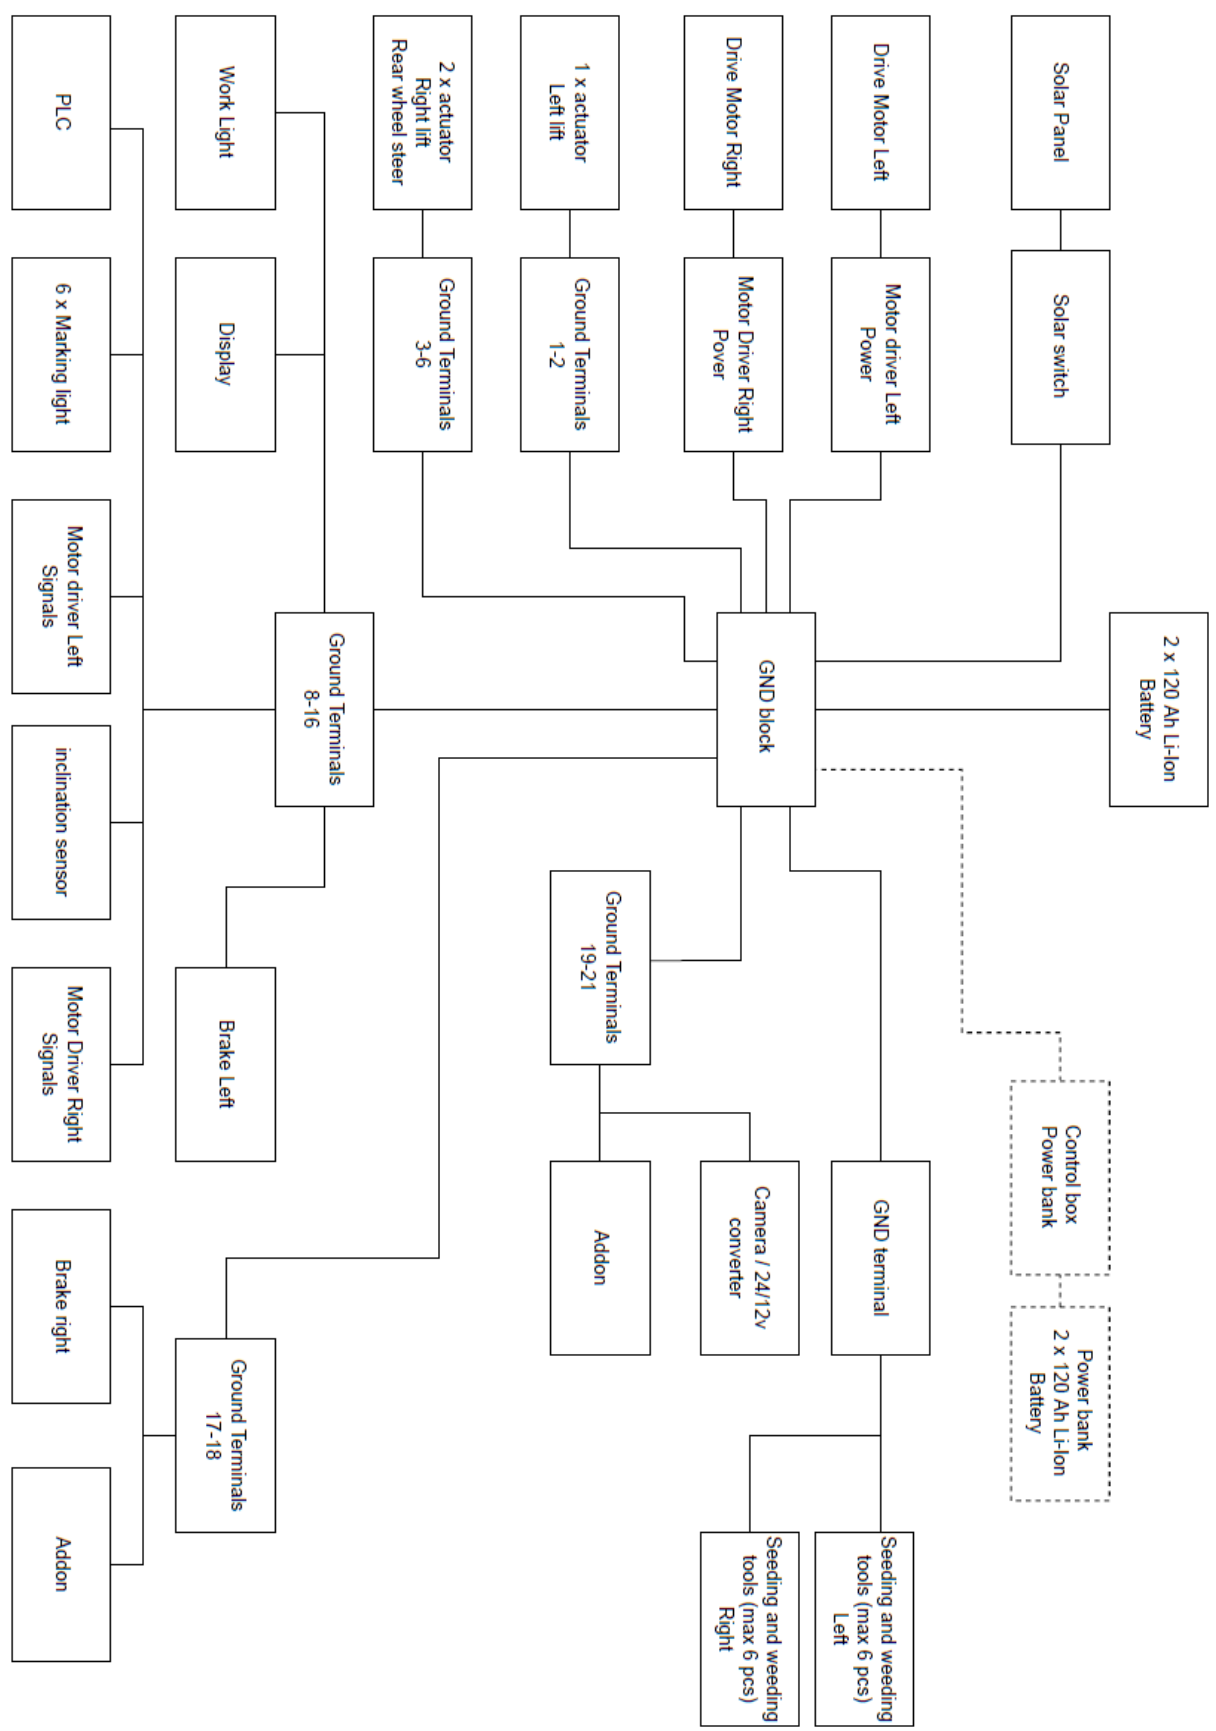 2 x 120 Ah Li-Ion
Battery
Solar Panel
Solar switch
Control box
Power bank
Power bank
2 x 120 Ah Li-Ion
Battery
Drive Motor Left
Motor driver Left
Power
GND terminal
Seeding and weeding
tools (max 6 pcs)
Left
Drive Motor Right
Motor Driver Right
Pover
GND block
Camera / 24/12v
converter
Seeding and weeding
tools (max 6 pcs)
Right
1 x actuator
Left lift
Ground Terminals
1-2
Ground Terminals
19-21
Addon
2 x actuator
Right lift
Rear wheel steer
Ground Terminals
3-6
Ground Terminals
8-16
Work Light
Display
Brake Left
Ground Terminals
17-18
PLC
6 x Marking light
Motor driver Left
Signals
inclination sensor
Motor Driver Right
Signals
Brake right
Addon